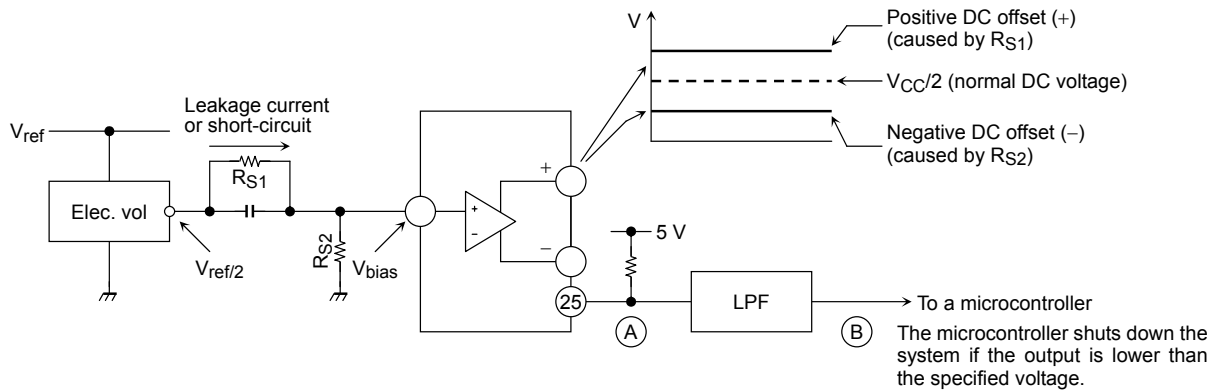 V
Positive DC offset (+)
(caused by RS1)
VCC/2 (normal DC voltage)
Negative DC offset (−)
(caused by RS2)
Leakage current
or short-circuit
Vref
RS1
Elec. vol
Vref/2
RS2
Vbias
+
−
+
−
5 V
25
A
LPF
B
To a microcontroller
The microcontroller shuts down the
system if the output is lower than
the specified voltage.